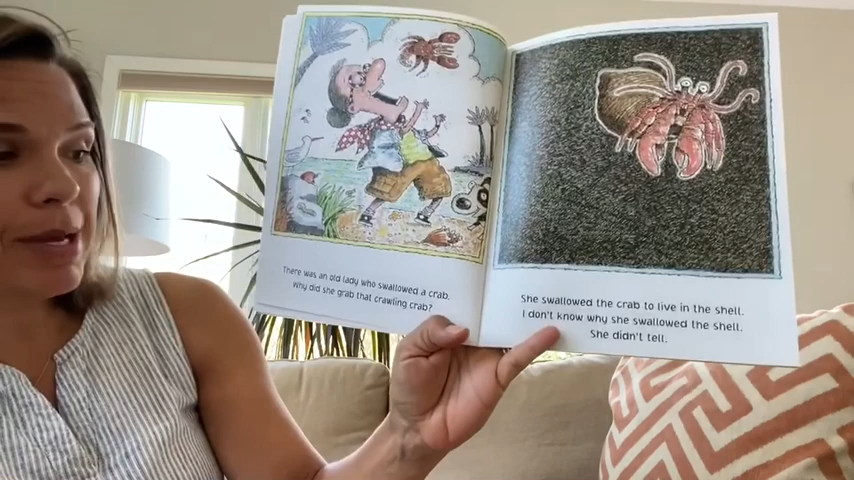 There was an old lady who swallowed a crab.
Why did she grab that crawling crab?
She swallowed the crab to live in the shell.
I don't know why she swallowed the shell,
She didn't tell.